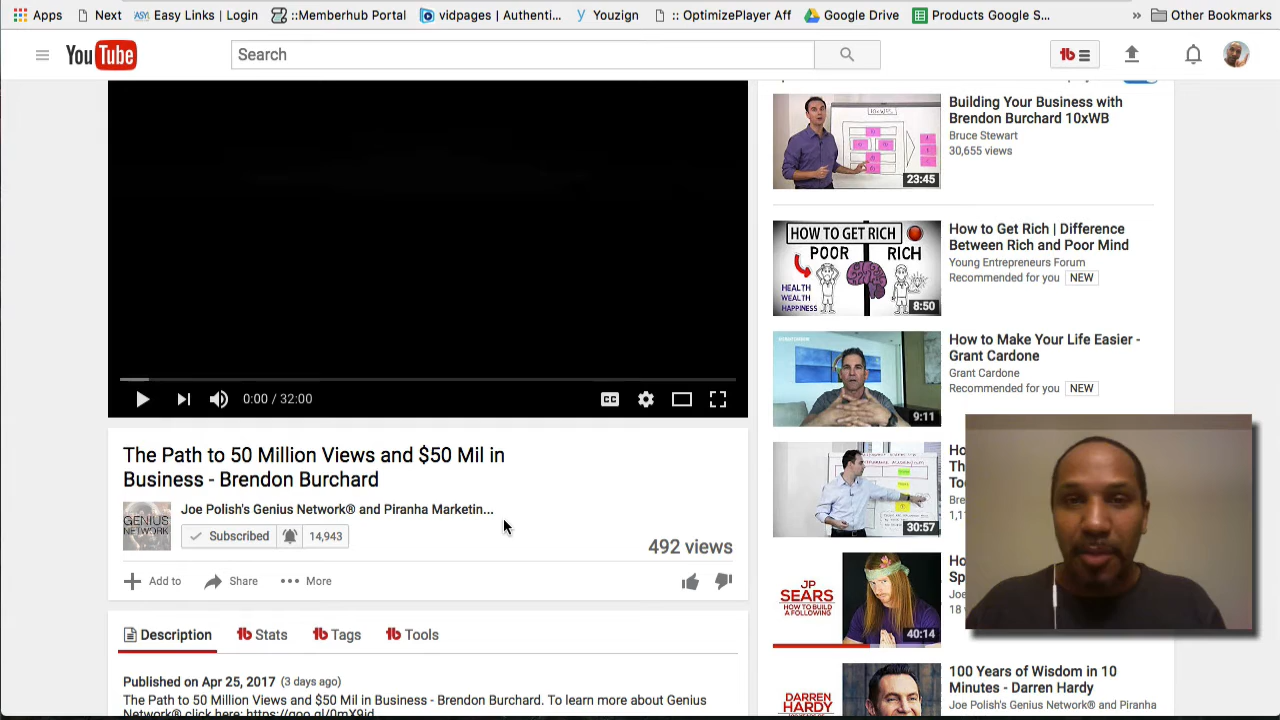 Apps Next ASY Easy Links | Login ::Memberhub Portal vidpages | Authenti... Youzign :: OptimizePlayer Aff Google Drive Products Google S... » Other Bookmarks
YouTube
Search
tb
Building Your Business with
Brendon Burchard 10xWB
Bruce Stewart
30,655 views
10xWB
23:45
How to Get Rich | Difference
Between Rich and Poor Mind
Young Entrepreneurs Forum
Recommended for you NEW
HOW TO GET RICH
POOR RICH
HEALTH
WEALTH
HAPPINESS
8:50
How to Make Your Life Easier -
Grant Cardone
Grant Cardone
Recommended for you NEW
9:11
0:00 / 32:00
CC
The Path to 50 Million Views and $50 Mil in
Business - Brendon Burchard
GENIUS
NETWORK
Joe Polish's Genius Network® and Piranha Marketin...
Subscribed 14,943
492 views
Add to Share More
30:57
JP
SEARS
HOW TO BUILD
A FOLLOWING
40:14
Description tb Stats tb Tags tb Tools
Published on Apr 25, 2017 (3 days ago)
The Path to 50 Million Views and $50 Mil in Business - Brendon Burchard. To learn more about Genius
Network® click here: https://goo.gl/0mX9id
DARREN
HARDY
100 Years of Wisdom in 10
Minutes - Darren Hardy
Joe Polish's Genius Network® and Piranha